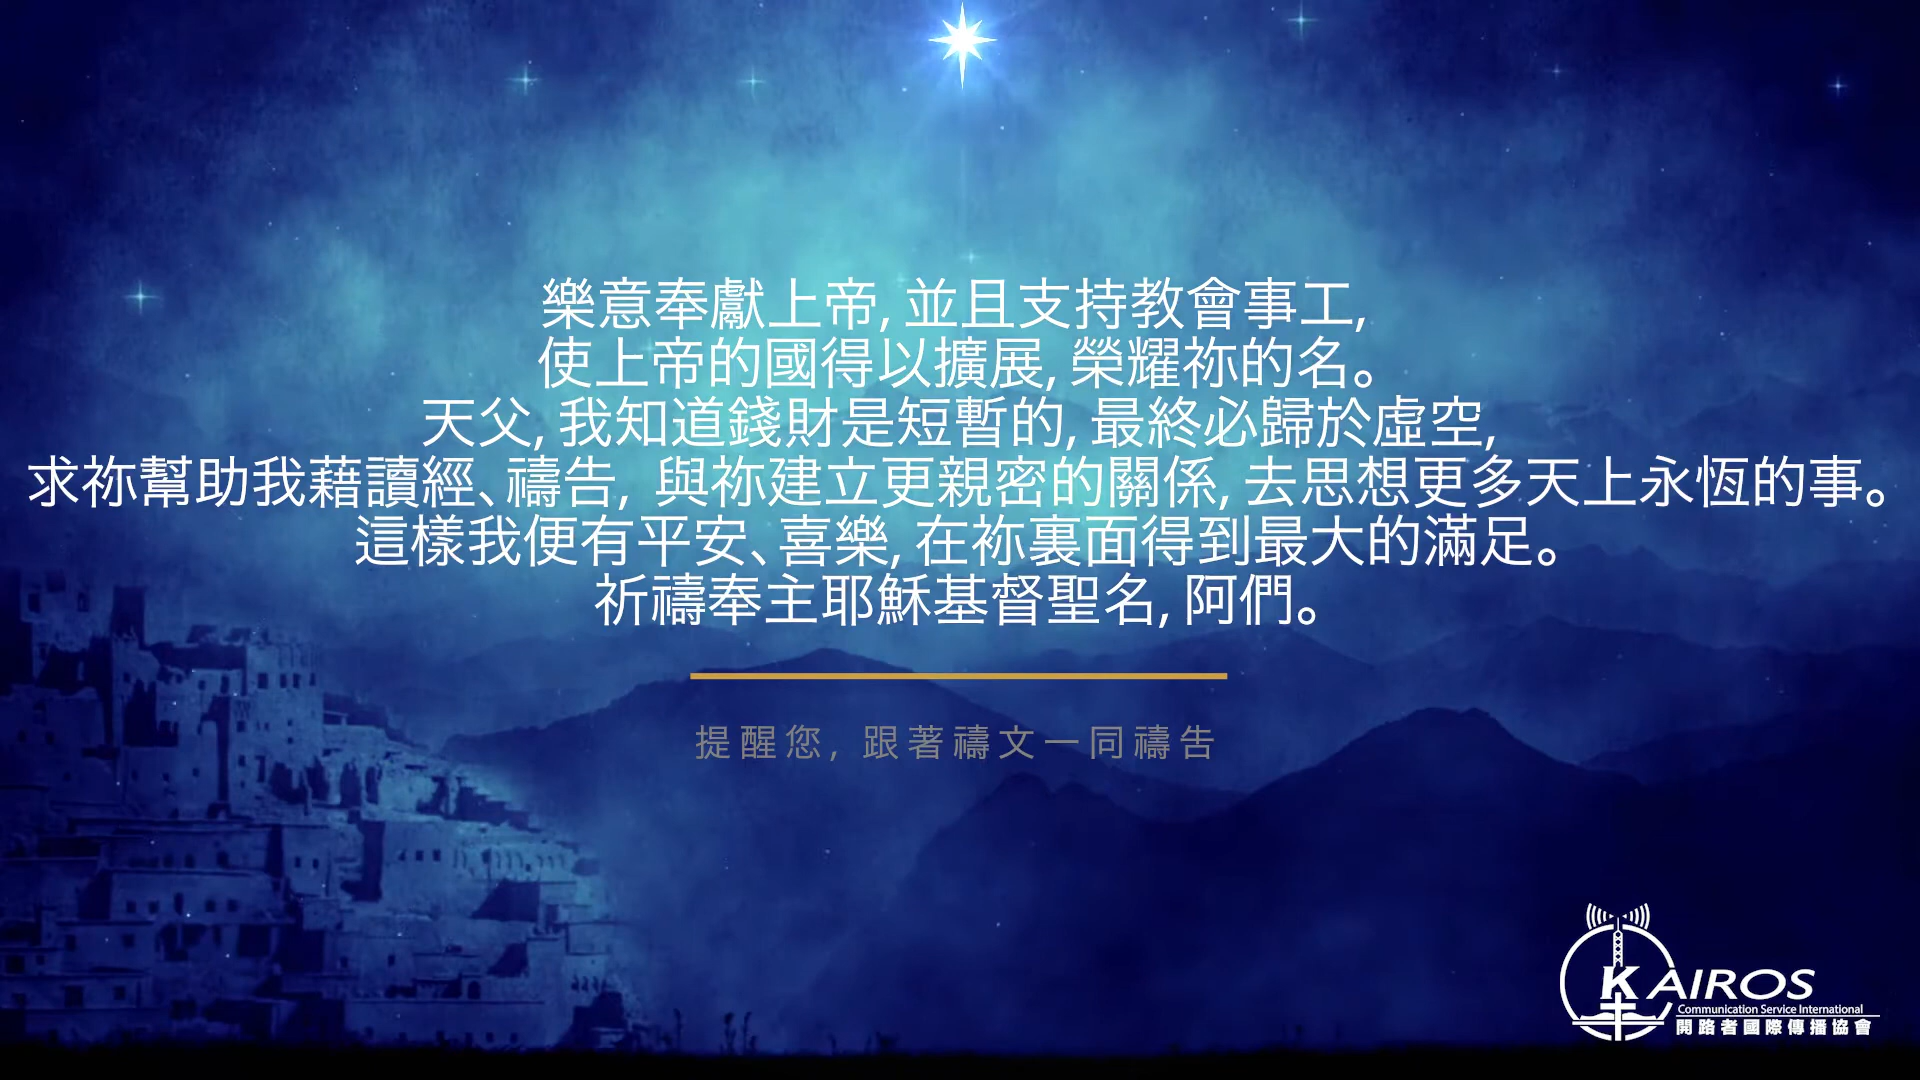 樂意奉獻上帝, 並且支持教會事工,
使上帝的國得以擴展, 榮耀祢的名。
天父, 我知道錢財是短暫的, 最終必歸於虛空,
求祢幫助我藉讀經、禱告, 與祢建立更親密的關係, 去思想更多天上永恆的事。
這樣我便有平安、喜樂, 在祢裏面得到最大的滿足。
祈禱奉主耶穌基督聖名, 阿們。
提醒您, 跟著禱文一同禱告
KAIROS
Communication Service International
開路者國際傳播協會